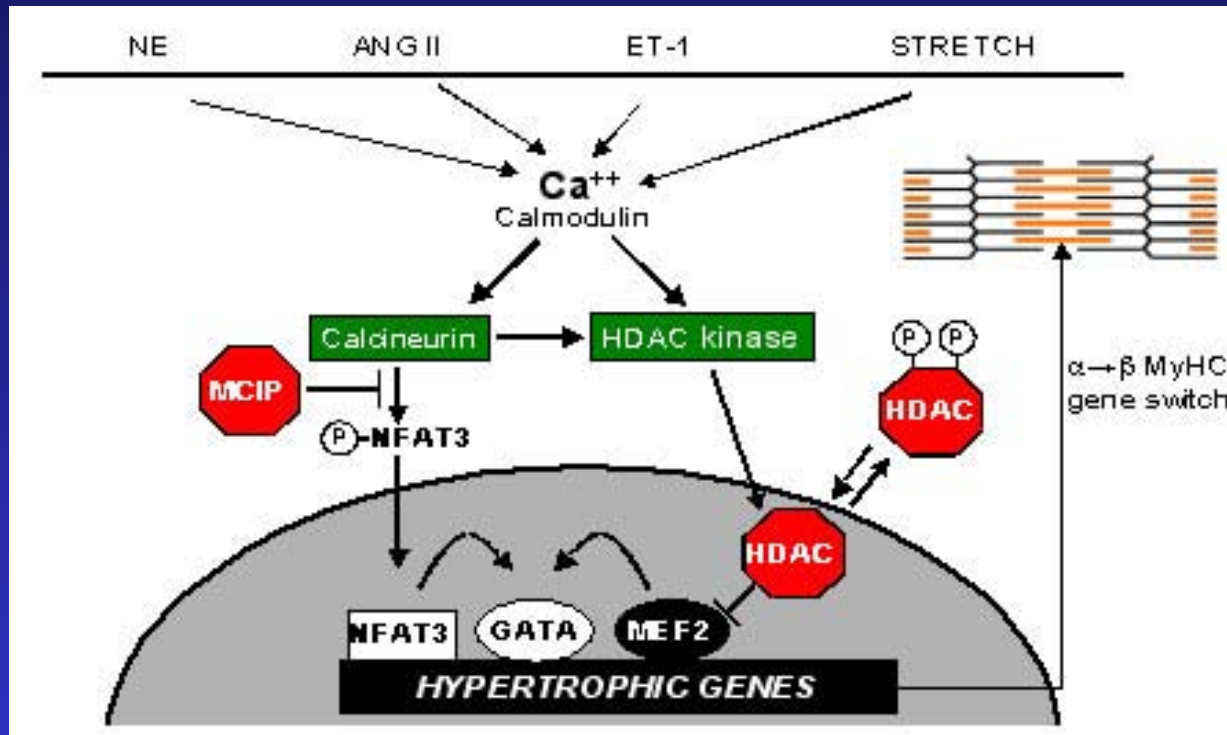 NE ANG II ET-1 STRETCH
Ca++
Calmodulin
Calcineurin HDAC kinase
P P
MCIP
HDAC
α→β MyHC
gene switch
P-NFAT3
HDAC
NFAT3 GATA MEF2
HYPERTROPHIC GENES